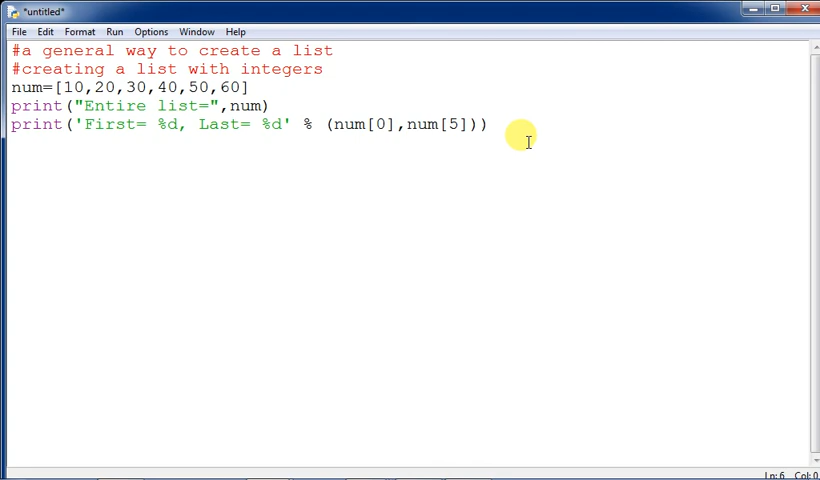 *untitled*
File Edit Format Run Options Window Help
#a general way to create a list
#creating a list with integers
num=[10,20,30,40,50,60]
print("Entire list=",num)
print('First= %d, Last= %d' % (num[0],num[5]))
Ln:6 Col:0